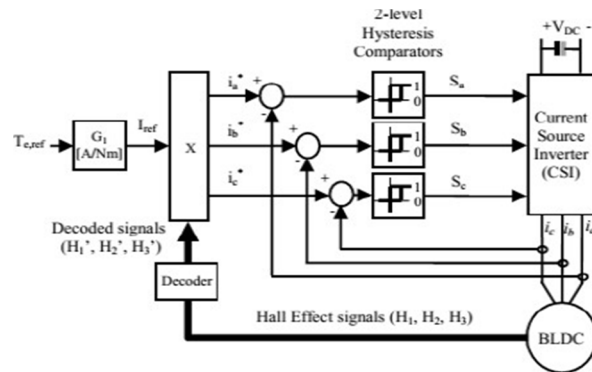 2-level
Hysteresis
Comparators
+V_DC -
i_a*
S_a
1
0
Current
Source
Inverter
(CSI)
T_e,ref
G_1
[A/Nm]
I_ref
X
i_b*
S_b
1
0
i_c*
S_c
1
0
+
-
+
-
+
-
i_c i_b
Decoded signals
(H_1', H_2', H_3')
Decoder
Hall Effect signals (H_1, H_2, H_3)
BLDC